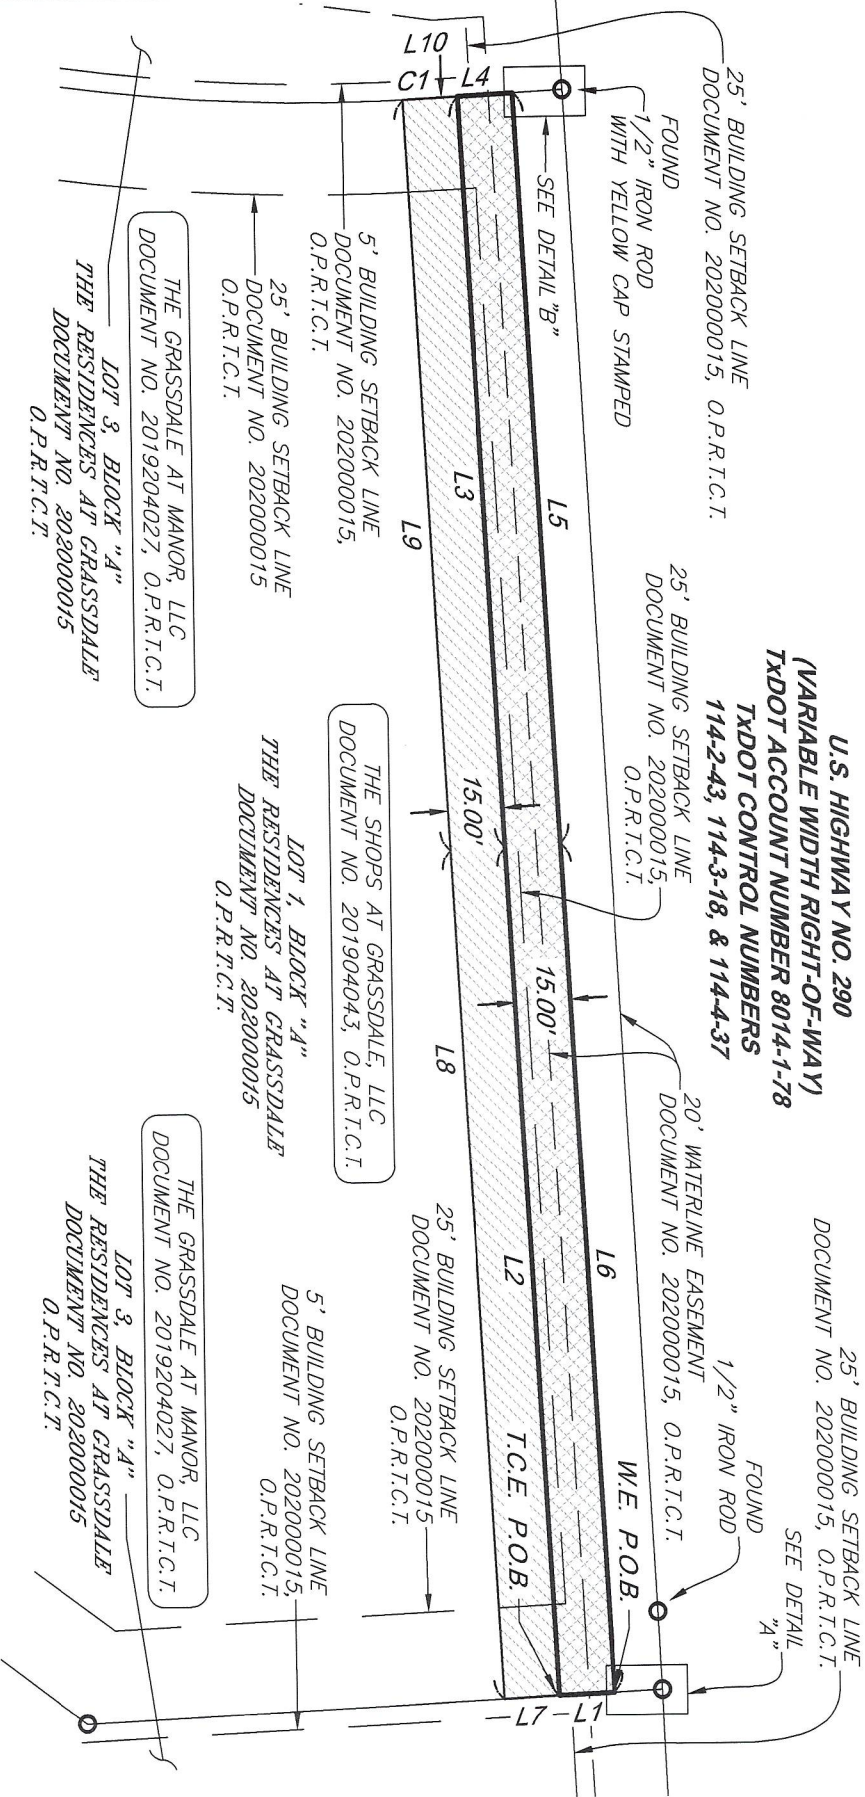 U.S. HIGHWAY NO. 290
(VARIABLE WIDTH RIGHT-OF-WAY)
TxDOT ACCOUNT NUMBER 8014-1-78
TxDOT CONTROL NUMBERS
114-2-43, 114-3-18, & 114-4-37
25' BUILDING SETBACK LINE
DOCUMENT NO. 202000015, O.P.R.T.C.T.
FOUND
1/2" IRON ROD
WITH YELLOW CAP STAMPED
SEE DETAIL "B"
25' BUILDING SETBACK LINE
DOCUMENT NO. 202000015,
O.P.R.T.C.T.
20' WATERLINE EASEMENT
DOCUMENT NO. 202000015, O.P.R.T.C.T.
25' BUILDING SETBACK LINE
DOCUMENT NO. 202000015, O.P.R.T.C.T.
FOUND
1/2" IRON ROD
SEE DETAIL
"A"
W.E. P.O.B.
T.C.E. P.O.B.
L10
C1
L4
L5
L6
L3
L2
L9
L8
L7
L1
15.00'
15.00'
5' BUILDING SETBACK LINE
DOCUMENT NO. 202000015,
O.P.R.T.C.T.
25' BUILDING SETBACK LINE
DOCUMENT NO. 202000015
O.P.R.T.C.T.
THE GRASSDALE AT MANOR, LLC
DOCUMENT NO. 2019204027, O.P.R.T.C.T.
LOT 3, BLOCK "A"
THE RESIDENCES AT GRASSDALE
DOCUMENT NO. 202000015
O.P.R.T.C.T.
THE SHOPS AT GRASSDALE, LLC
DOCUMENT NO. 201904043, O.P.R.T.C.T.
LOT 1, BLOCK "A"
THE RESIDENCES AT GRASSDALE
DOCUMENT NO. 202000015
O.P.R.T.C.T.
25' BUILDING SETBACK LINE
DOCUMENT NO. 202000015
O.P.R.T.C.T.
5' BUILDING SETBACK LINE
DOCUMENT NO. 202000015,
O.P.R.T.C.T.
THE GRASSDALE AT MANOR, LLC
DOCUMENT NO. 2019204027, O.P.R.T.C.T.
LOT 3, BLOCK "A"
THE RESIDENCES AT GRASSDALE
DOCUMENT NO. 202000015
O.P.R.T.C.T.